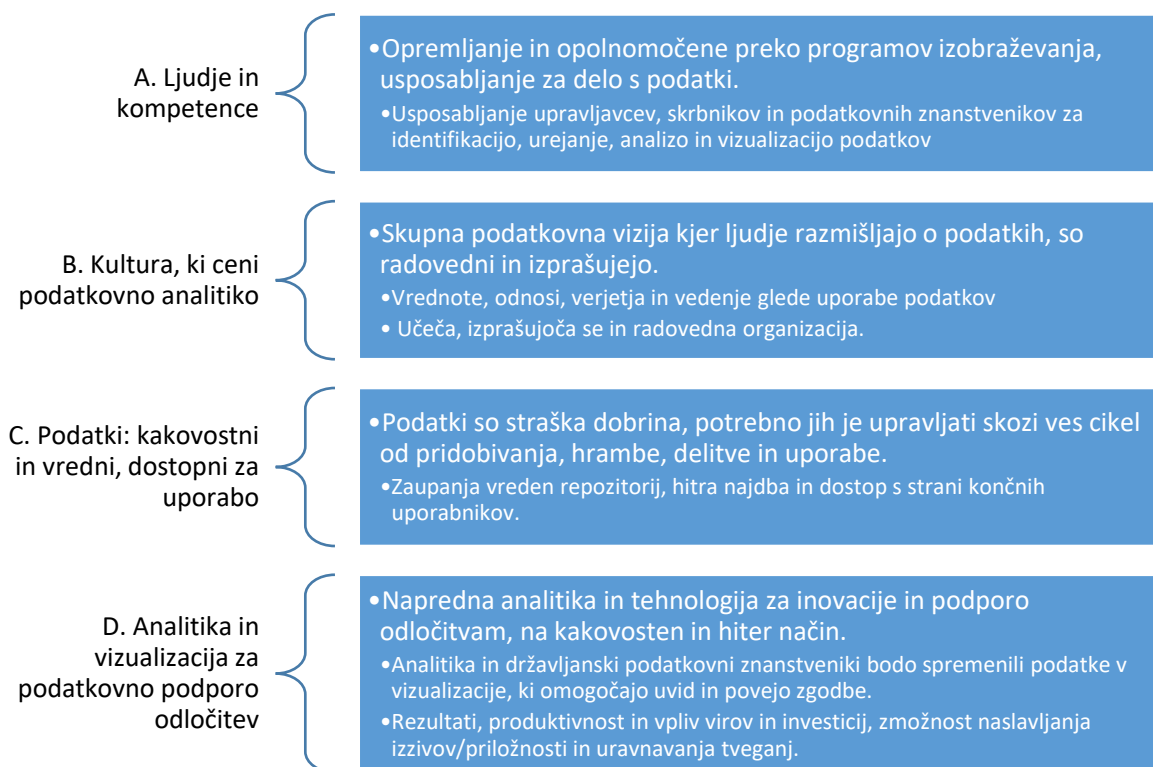 A. Ljudje in
kompetence
•Opremljanje in opolnomočene preko programov izobraževanja,
usposabljanje za delo s podatki.
•Usposabljanje upravljavcev, skrbnikov in podatkovnih znanstvenikov za
identifikacijo, urejanje, analizo in vizualizacijo podatkov
B. Kultura, ki ceni
podatkovno analitiko
•Skupna podatkovna vizija kjer ljudje razmišljajo o podatkih, so
radovedni in izprašujejo.
•Vrednote, odnosi, verjetja in vedenje glede uporabe podatkov
• Učeča, izprašujoča se in radovedna organizacija.
C. Podatki: kakovostni
in vredni, dostopni za
uporabo
•Podatki so straška dobrina, potrebno jih je upravljati skozi ves cikel
od pridobivanja, hrambe, delitve in uporabe.
•Zaupanja vreden repozitorij, hitra najdba in dostop s strani končnih
uporabnikov.
D. Analitika in
vizualizacija za
podatkovno podporo
odločitev
•Napredna analitika in tehnologija za inovacije in podporo
odločitvam, na kakovosten in hiter način.
•Analitika in državljanski podatkovni znanstveniki bodo spremenili podatke v
vizualizacije, ki omogočajo uvid in povejo zgodbe.
•Rezultati, produktivnost in vpliv virov in investicij, zmožnost naslavljanja
izzivov/priložnosti in uravnavanja tveganj.